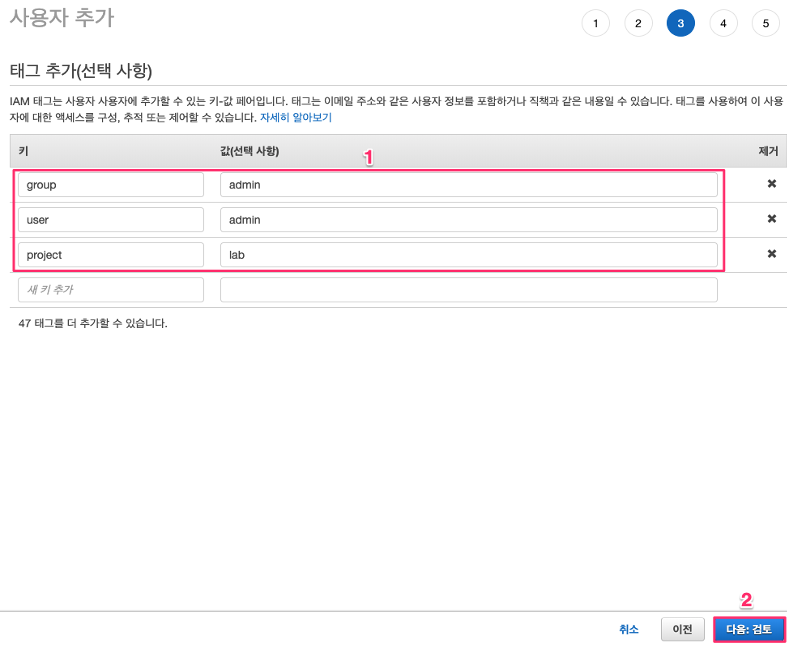 사용자 추가
1 2 3 4 5
태그 추가(선택 사항)
IAM 태그는 사용자 사용자에 추가할 수 있는 키-값 페어입니다. 태그는 이메일 주소와 같은 사용자 정보를 포함하거나 직책과 같은 내용일 수 있습니다. 태그를 사용하여 이 사용
자에 대한 액세스를 구성, 추적 또는 제어할 수 있습니다. 자세히 알아보기
키 값(선택 사항) 1 제거
group admin ✖
user admin ✖
project lab ✖
새 키 추가
47 태그를 더 추가할 수 있습니다.
2
취소 이전 다음: 검토